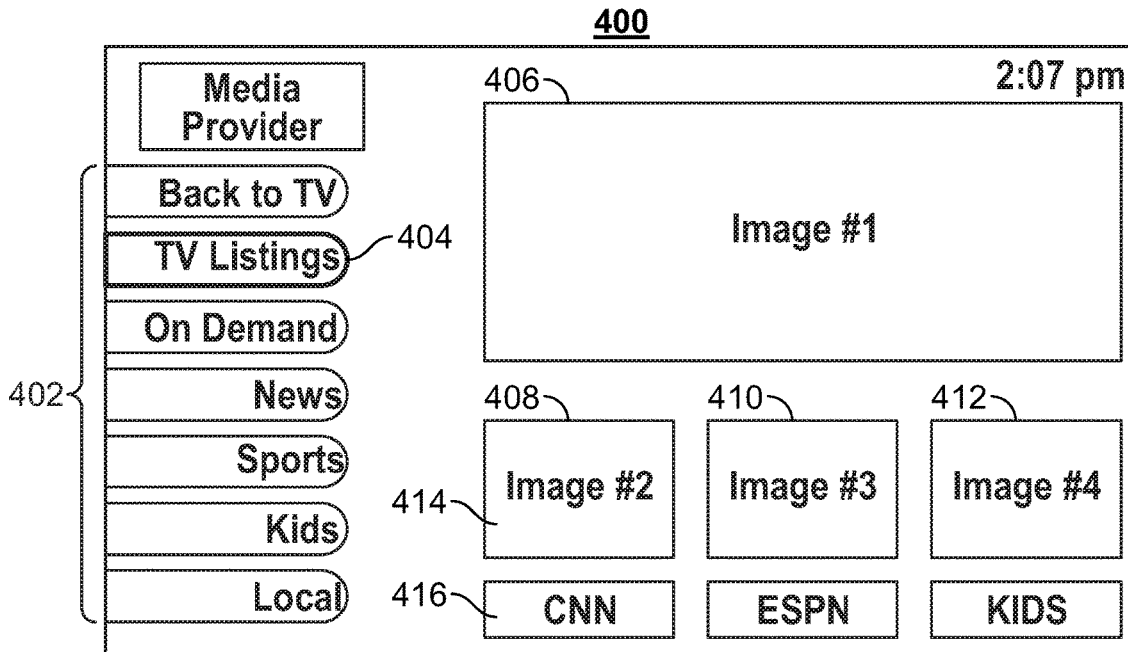 400
2:07 pm
Media
Provider
406
Back to TV
TV Listings
404
Image #1
On Demand
402
News
408
410
412
Sports
Image #2
Image #3
Image #4
414
Kids
Local
416
CNN
ESPN
KIDS